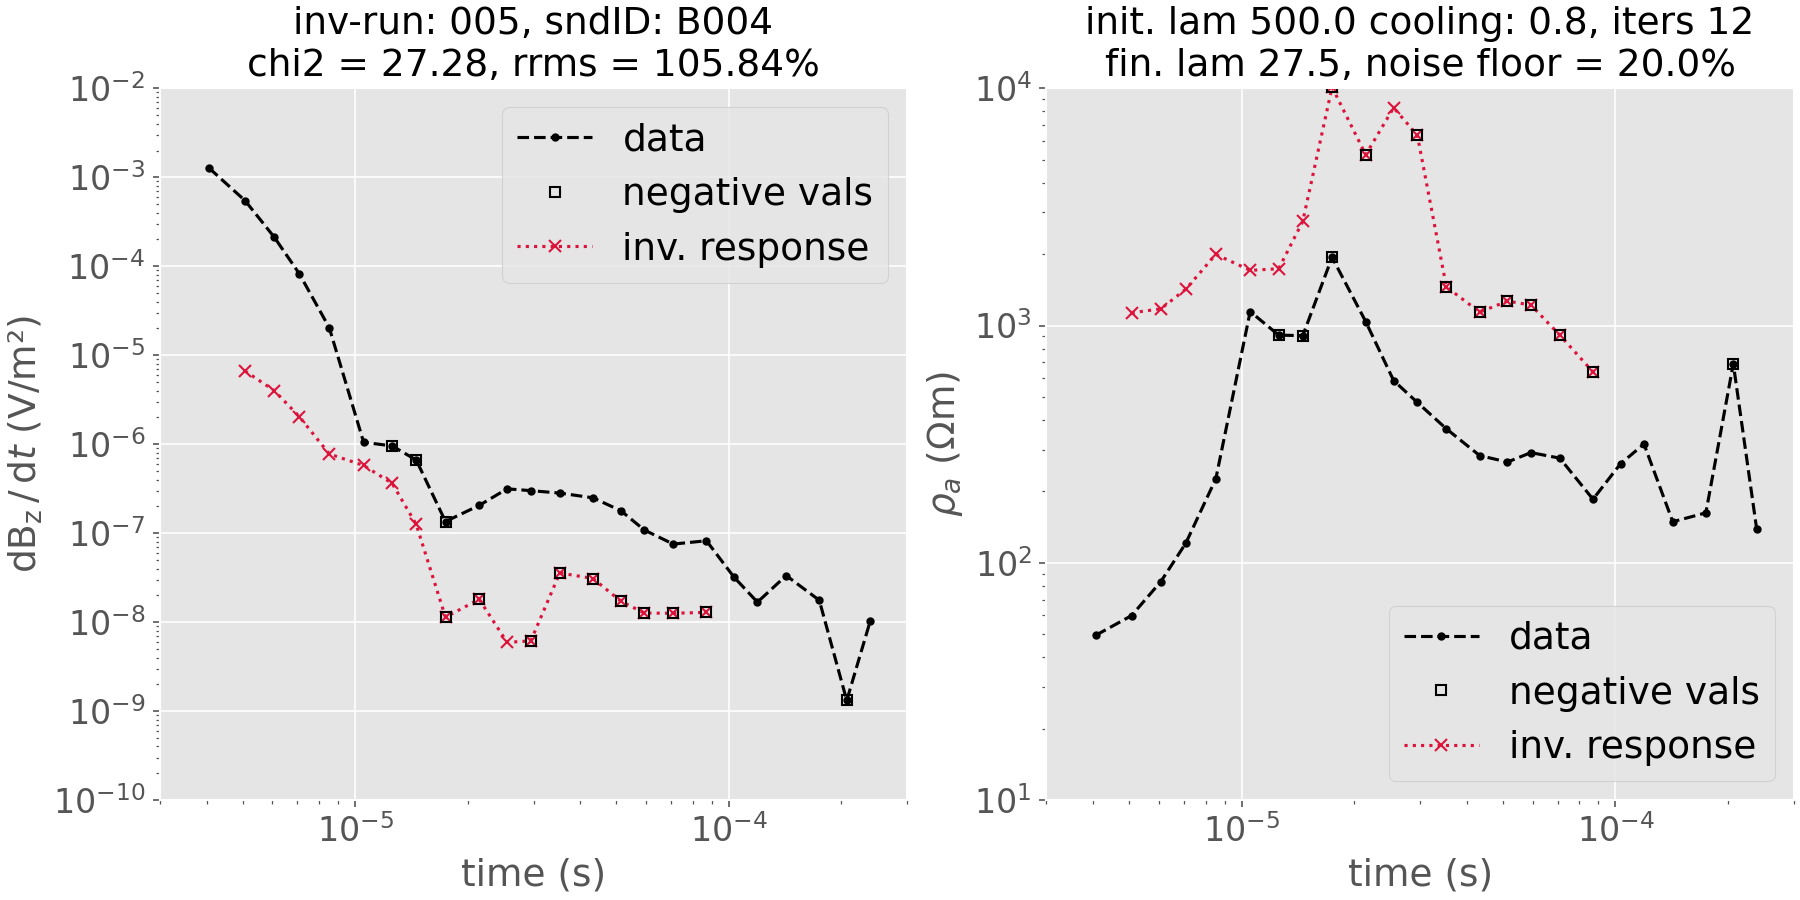 inv-run: 005, sndID: B004
chi2 = 27.28, rrms = 105.84%
10⁻²
10⁻³
10⁻⁴
10⁻⁵
10⁻⁶
10⁻⁷
10⁻⁸
10⁻⁹
10⁻¹⁰
dB_z / dt (V/m²)
data
negative vals
inv. response
10⁻⁵
10⁻⁴
time (s)
init. lam 500.0 cooling: 0.8, iters 12
fin. lam 27.5, noise floor = 20.0%
10⁴
10³
10²
10¹
ρₐ (Ωm)
data
negative vals
inv. response
10⁻⁵
10⁻⁴
time (s)